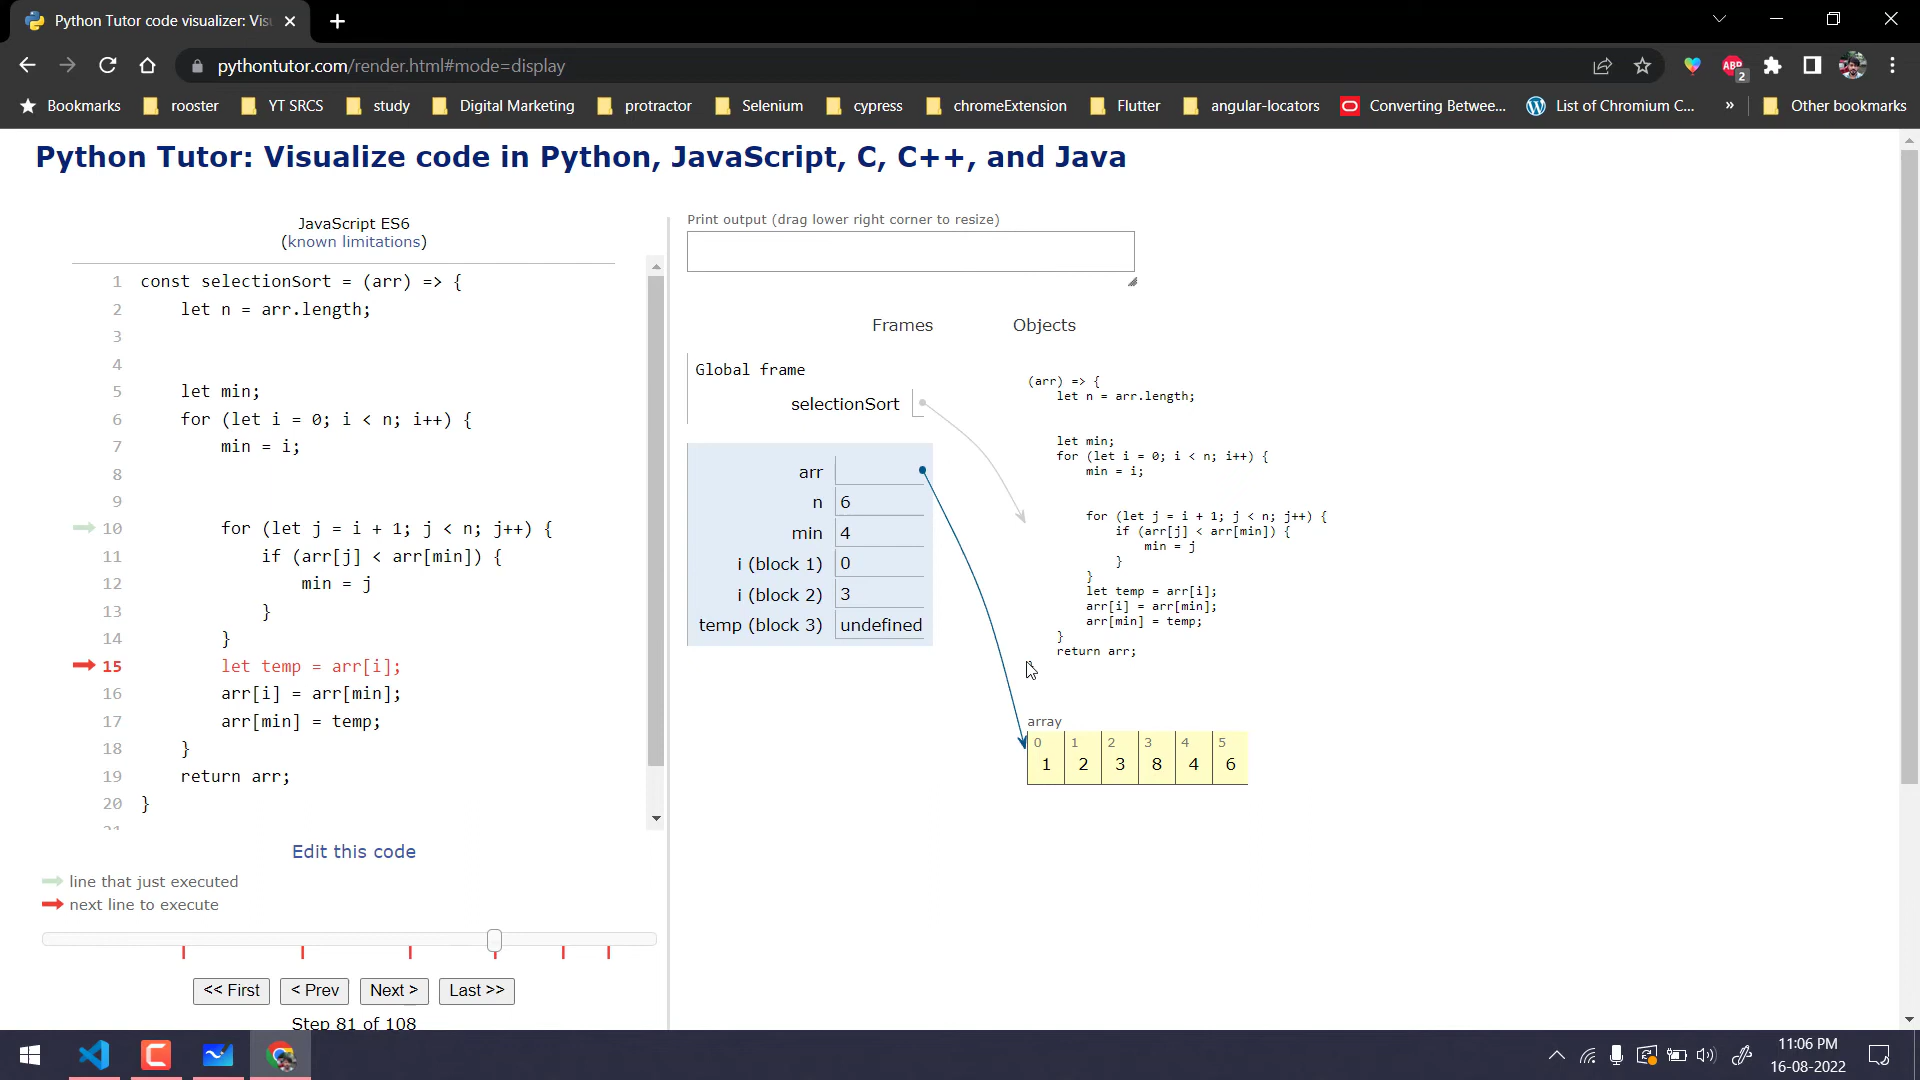 Python Tutor code visualizer: Vis
pythontutor.com/render.html#mode=display
ABP
2
Bookmarks rooster YT SRCS study Digital Marketing protractor Selenium cypress chromeExtension Flutter angular-locators Converting Betwee... List of Chromium C... » Other bookmarks
Python Tutor: Visualize code in Python, JavaScript, C, C++, and Java
JavaScript ES6
(known limitations)
1 const selectionSort = (arr) => {
2 let n = arr.length;
3
4
5 let min;
6 for (let i = 0; i < n; i++) {
7 min = i;
8
9
10 for (let j = i + 1; j < n; j++) {
11 if (arr[j] < arr[min]) {
12 min = j
13 }
14 }
15 let temp = arr[i];
16 arr[i] = arr[min];
17 arr[min] = temp;
18 }
19 return arr;
20 }
Edit this code
line that just executed
next line to execute
<< First < Prev Next > Last >>
Step 81 of 108
Print output (drag lower right corner to resize)
Frames Objects
Global frame
selectionSort
arr
n 6
min 4
i (block 1) 0
i (block 2) 3
temp (block 3) undefined
(arr) => {
let n = arr.length;
let min;
for (let i = 0; i < n; i++) {
min = i;
for (let j = i + 1; j < n; j++) {
if (arr[j] < arr[min]) {
min = j
}
}
let temp = arr[i];
arr[i] = arr[min];
arr[min] = temp;
}
return arr;
array
0 1 2 3 4 5
1 2 3 8 4 6
11:06 PM
16-08-2022